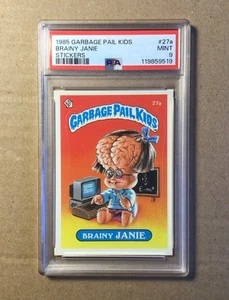 1985 GARBAGE PAIL KIDS #27a
BRAINY JANIE MINT
STICKERS 9
PSA 119859519
27a
GARBAGE PAIL KIDS
BRAINY JANIE